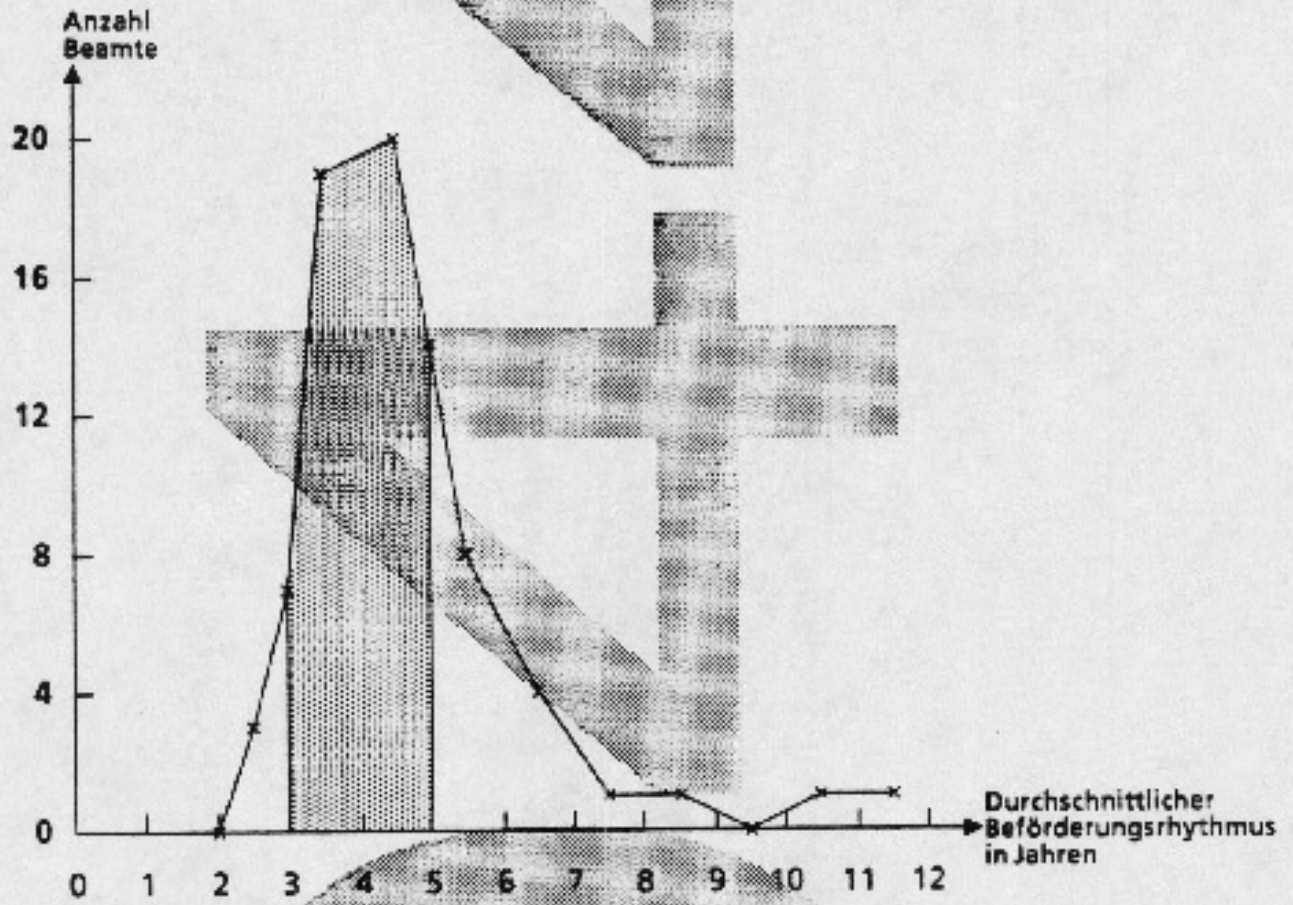 Anzahl
Beamte
20
16
12
8
4
0
0 1 2 3 4 5 6 7 8 9 10 11 12
Durchschnittlicher
Beförderungsrhythmus
in Jahren